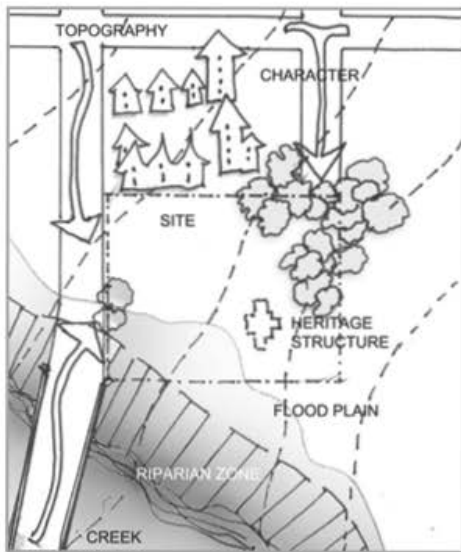 TOPOGRAPHY
CHARACTER
SITE
HERITAGE
STRUCTURE
FLOOD PLAIN
RIPARIAN ZONE
CREEK